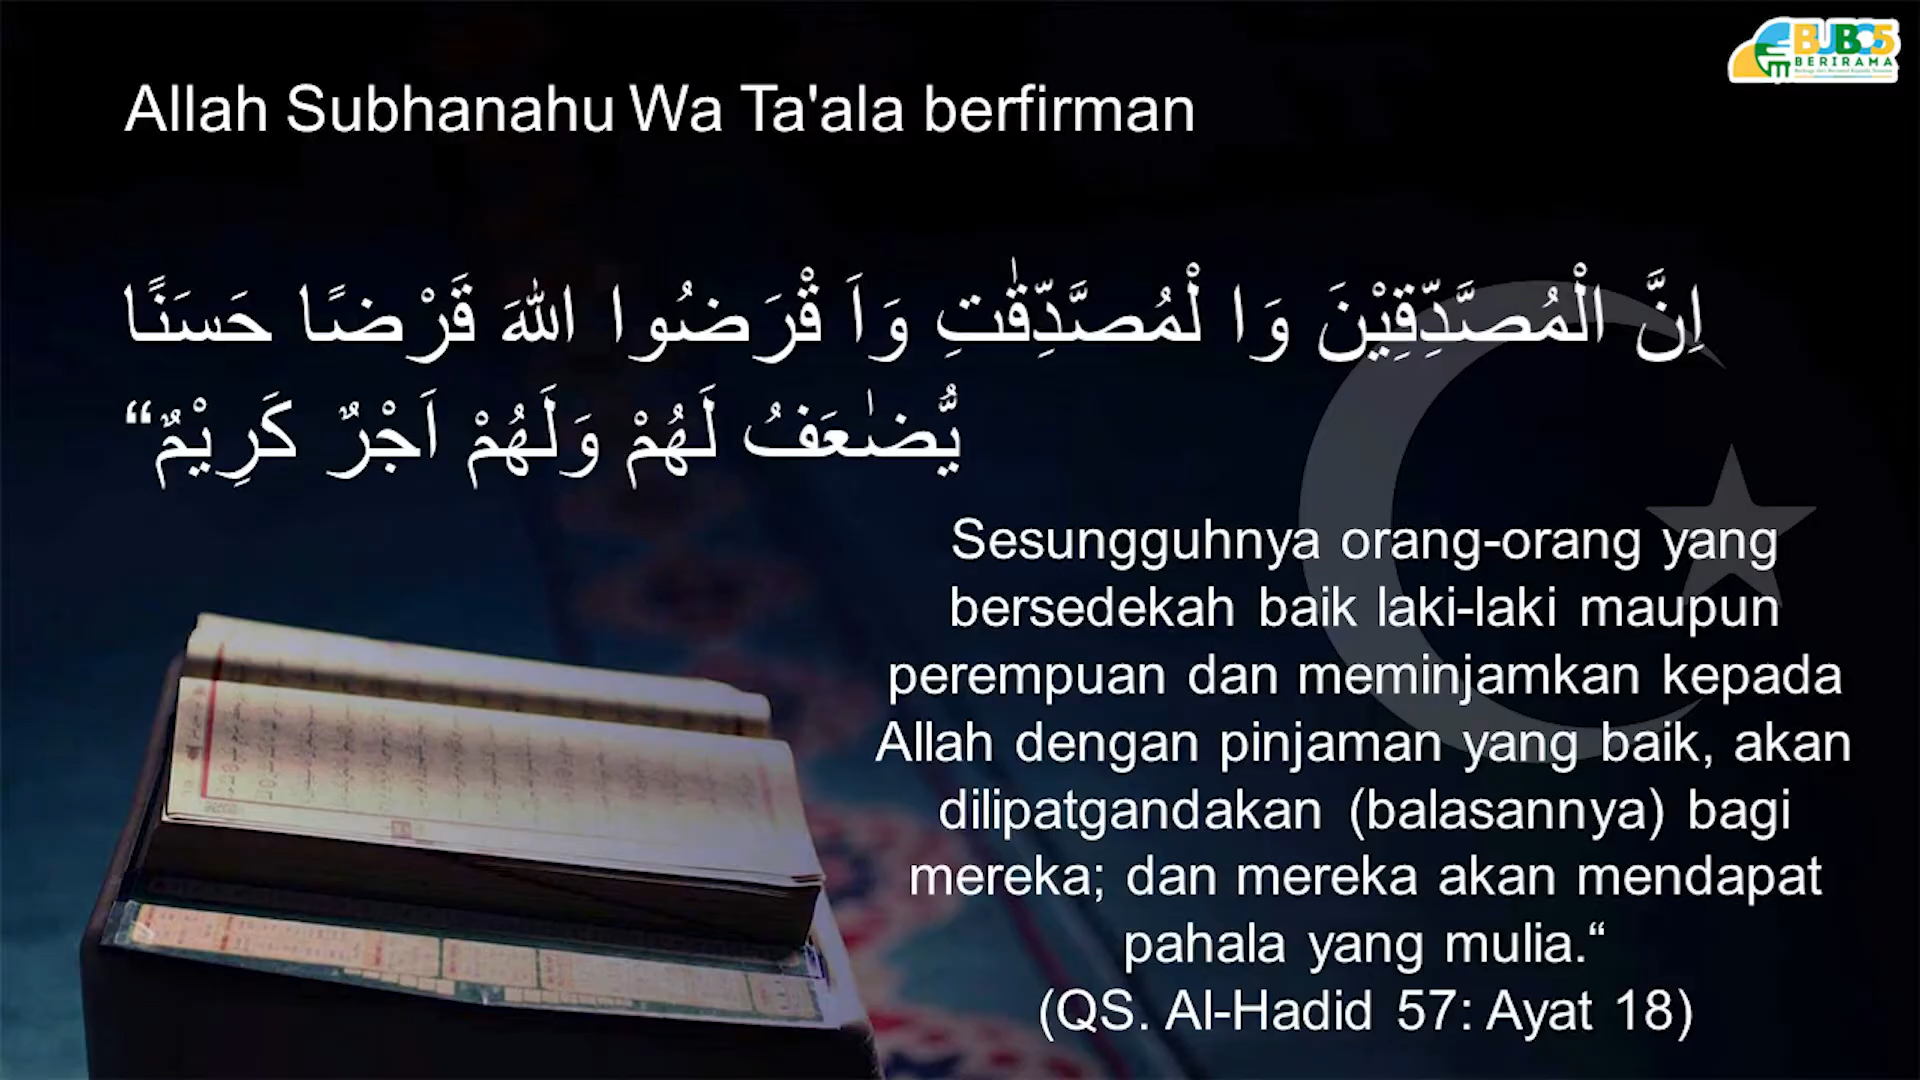 BUBOS
BERIRAMA
Allah Subhanahu Wa Ta'ala berfirman
اِنَّ الْمُصَّدِّقِيْنَ وَا لْمُصَّدِّقٰتِ وَاَ قْرَضُوا اللّٰهَ قَرْضًا حَسَنًا
يُّضٰعَفُ لَهُمْ وَلَهُمْ اَجْرٌ كَرِيْمٌ“
Sesungguhnya orang-orang yang
bersedekah baik laki-laki maupun
perempuan dan meminjamkan kepada
Allah dengan pinjaman yang baik, akan
dilipatgandakan (balasannya) bagi
mereka; dan mereka akan mendapat
pahala yang mulia.“
(QS. Al-Hadid 57: Ayat 18)